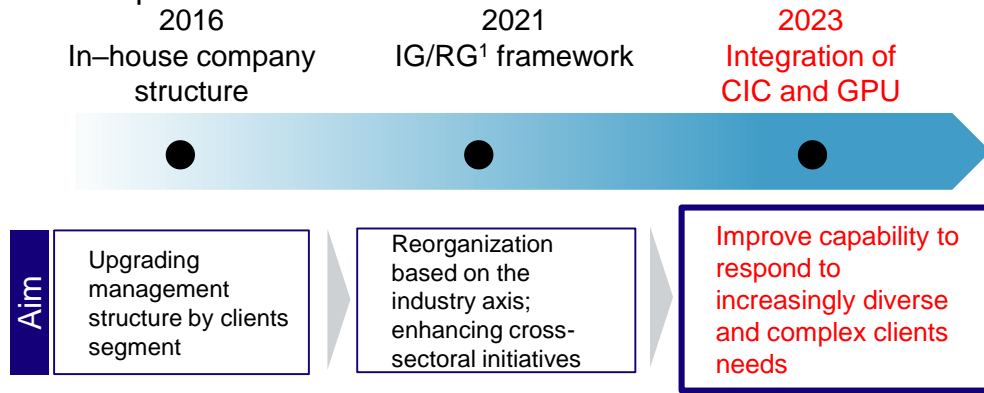 2016
In–house company
structure
2021
IG/RG¹ framework
2023
Integration of
CIC and GPU
Aim
Upgrading
management
structure by clients
segment
Reorganization
based on the
industry axis;
enhancing cross-
sectoral initiatives
Improve capability to
respond to
increasingly diverse
and complex clients
needs